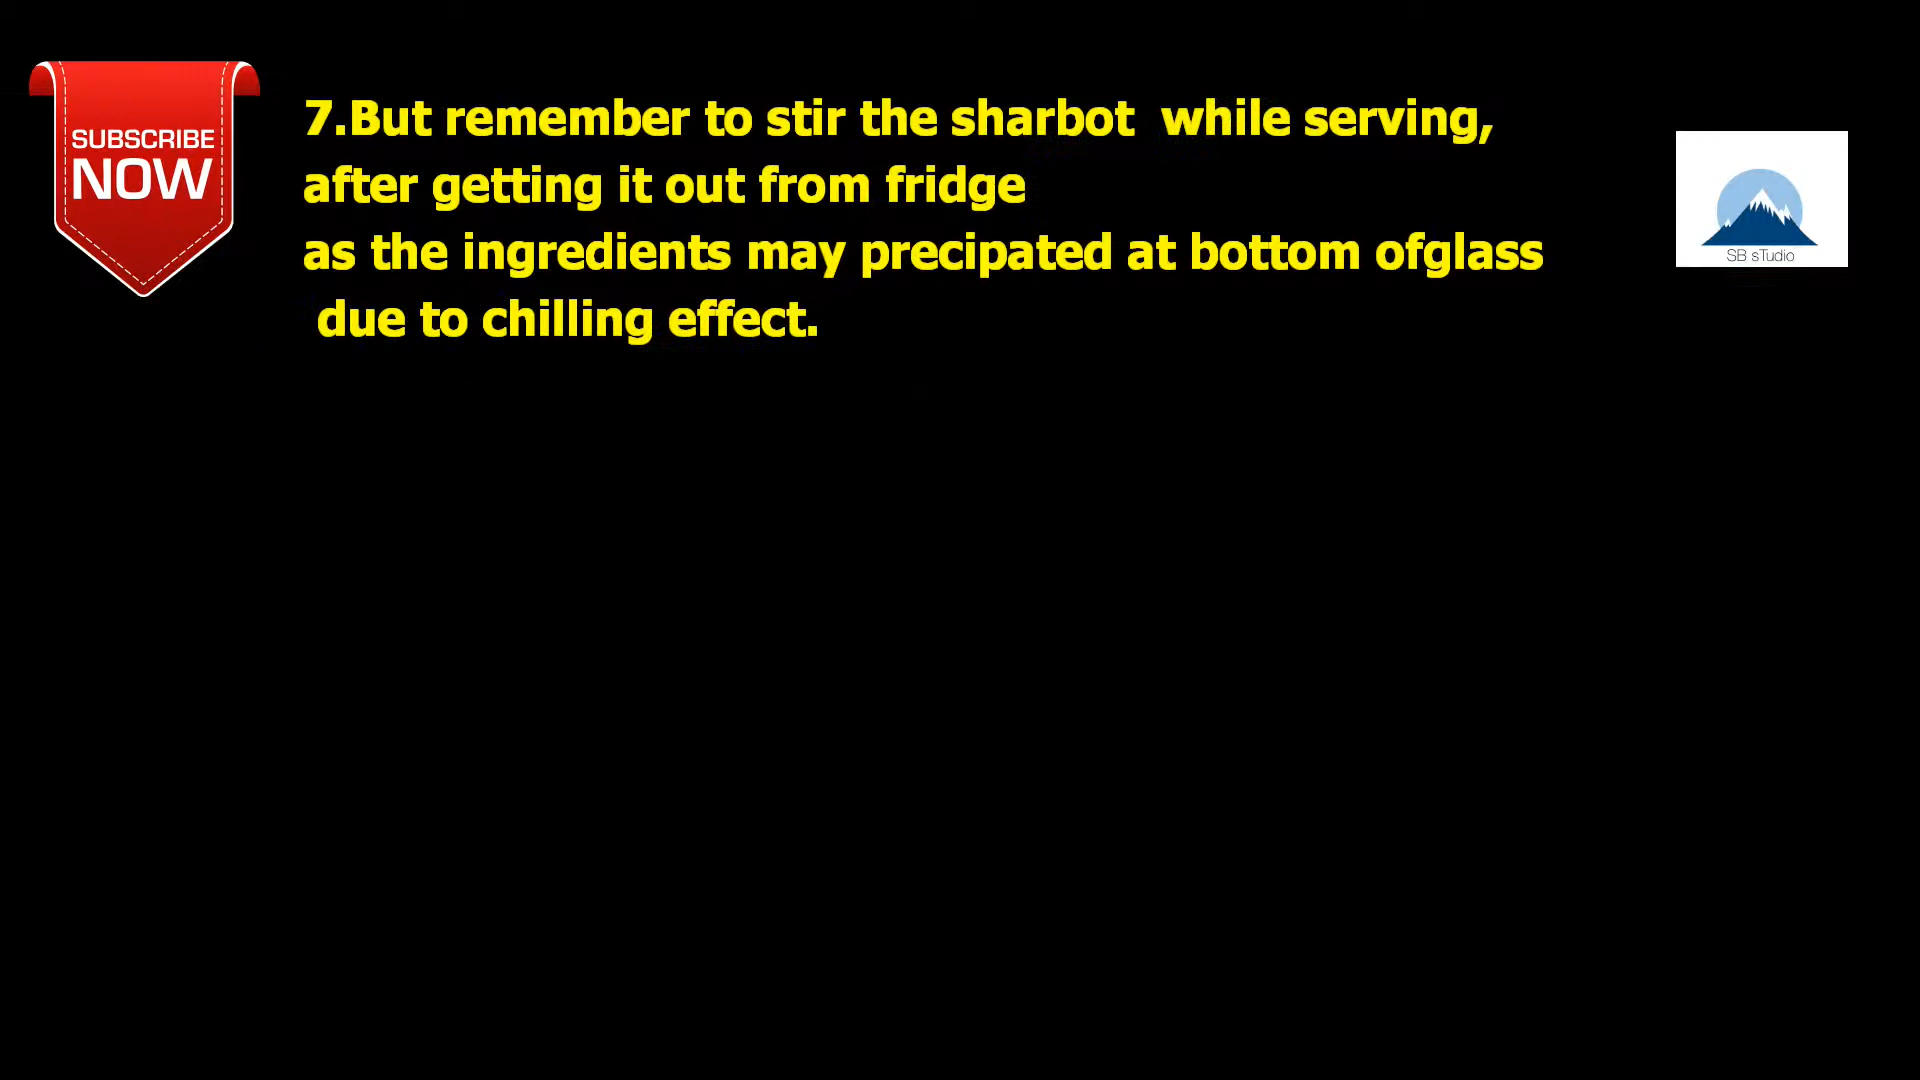 SUBSCRIBE
NOW
7.But remember to stir the sharbot  while serving,
after getting it out from fridge
as the ingredients may precipated at bottom ofglass
due to chilling effect.
SB sTudio